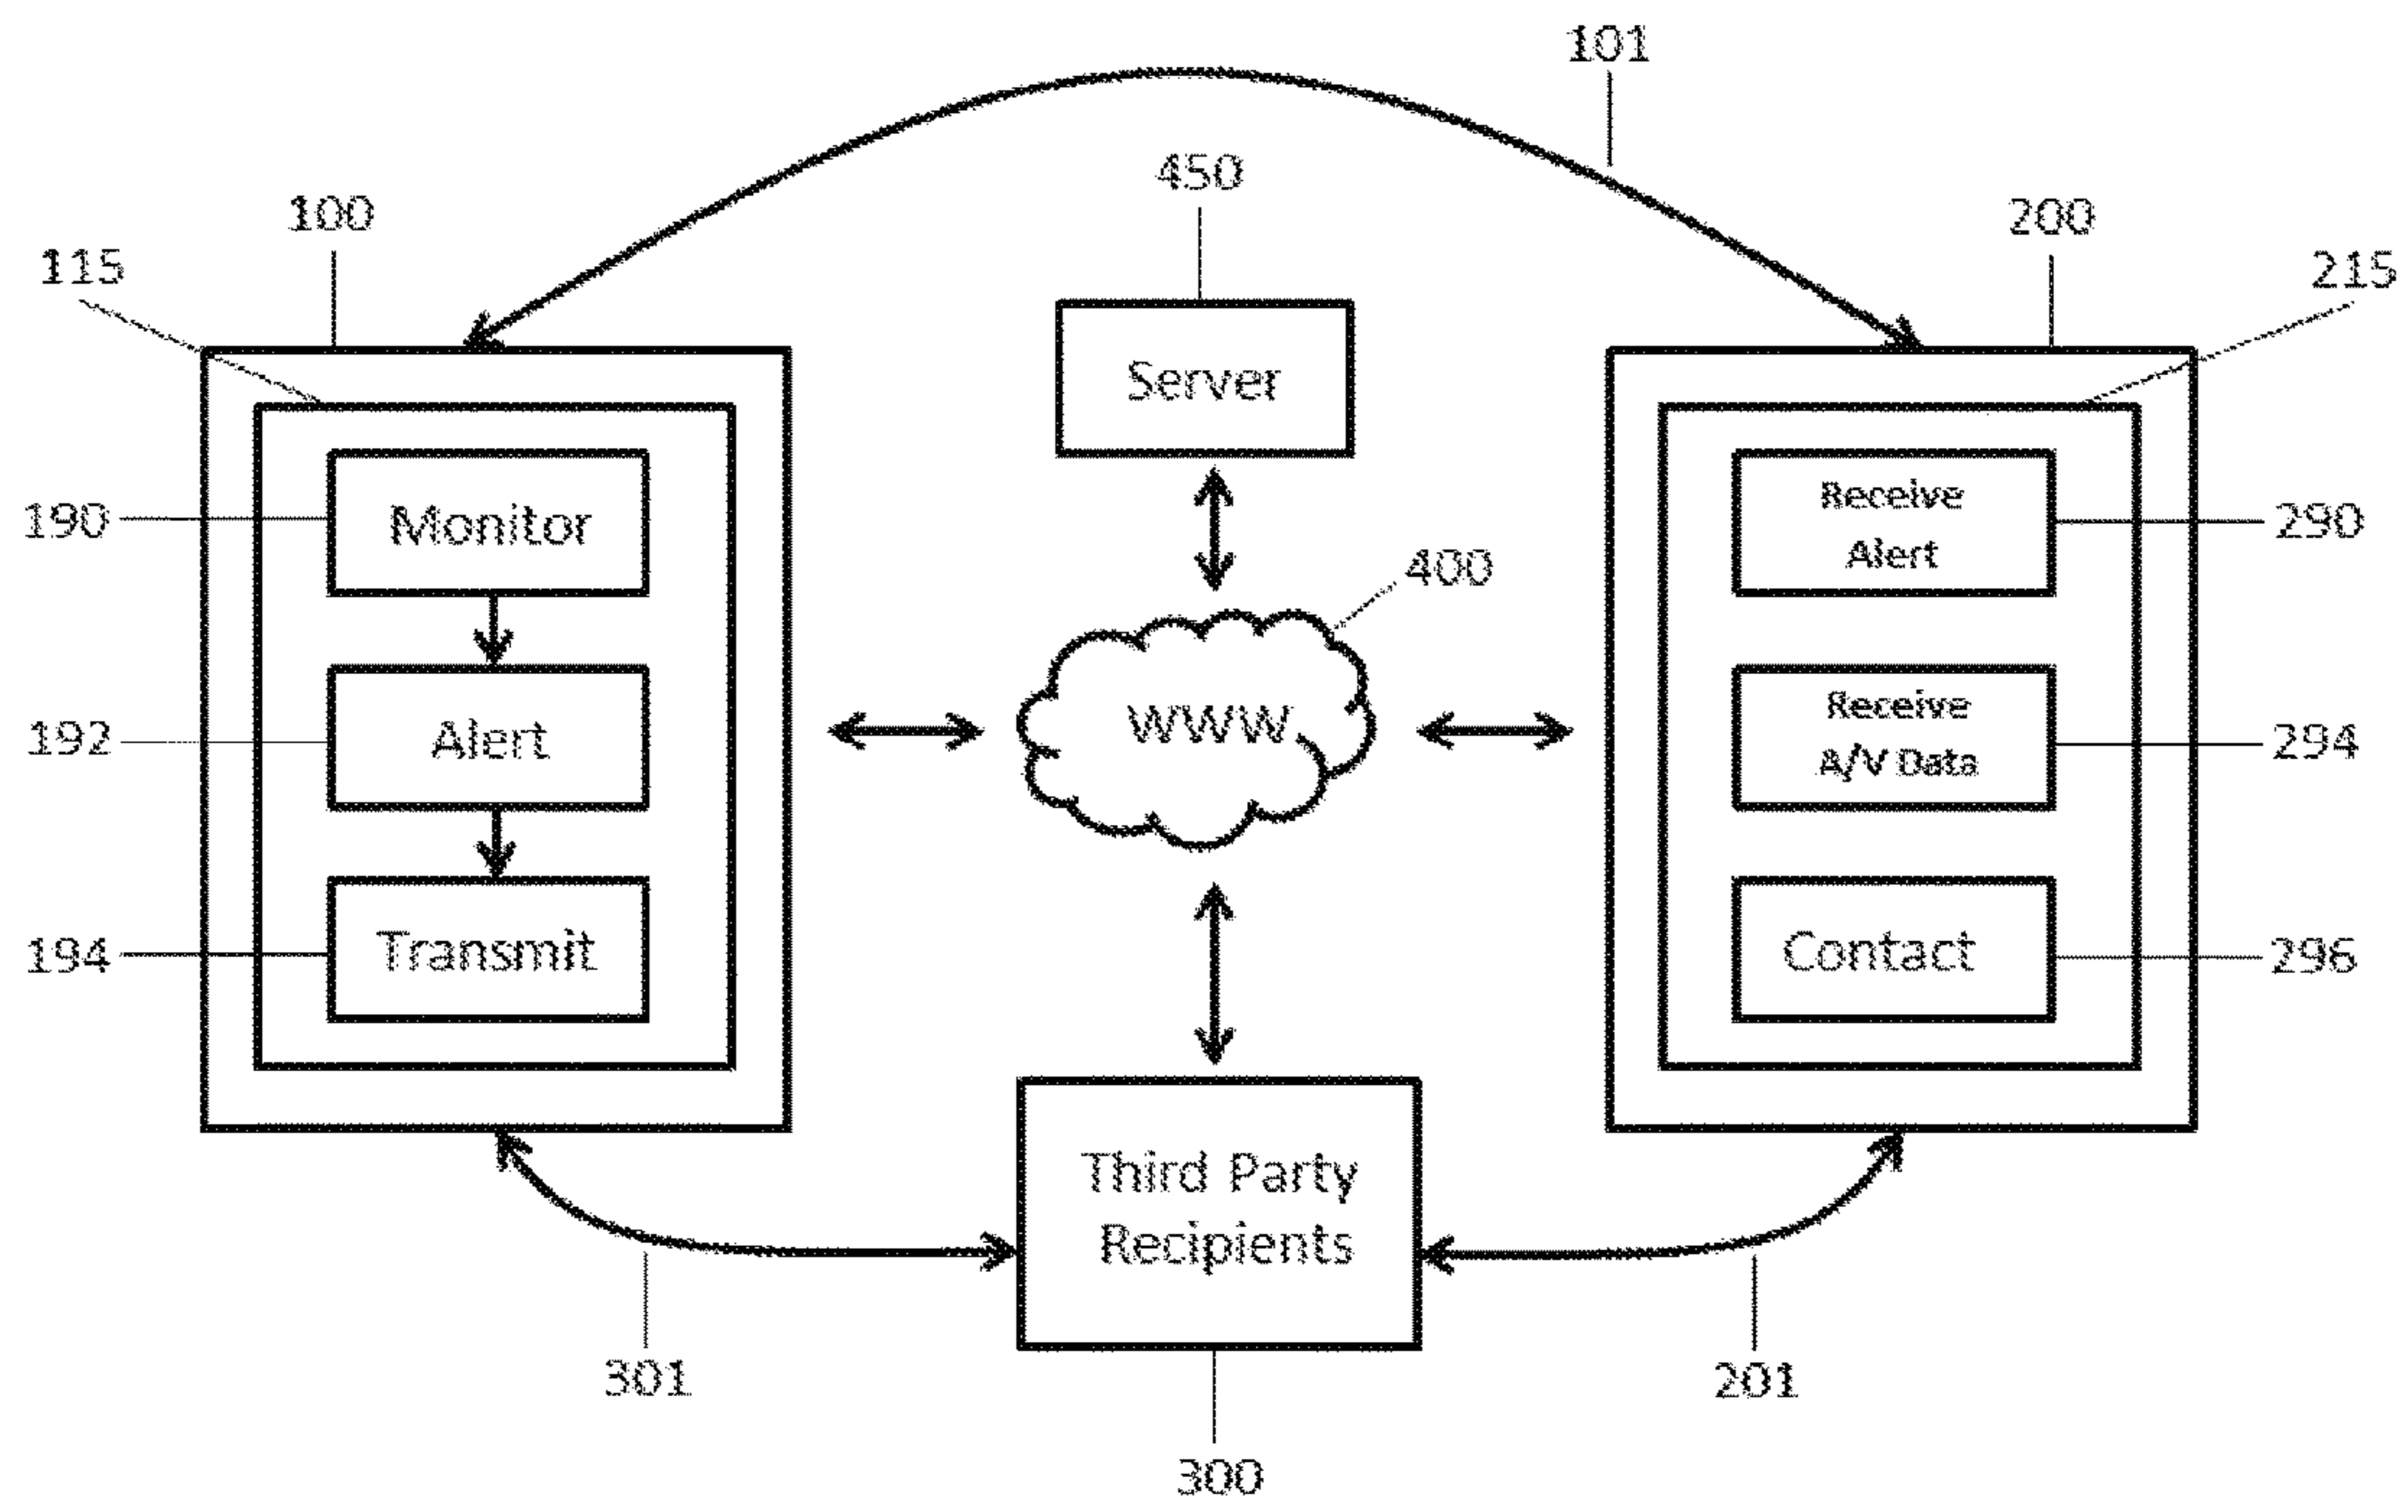 101
450
100
200
115
215
Server
Monitor
Receive
Alert
190
290
400
WWW
Alert
Receive
A/V Data
192
294
Transmit
Contact
194
296
Third Party
Recipients
301
201
300